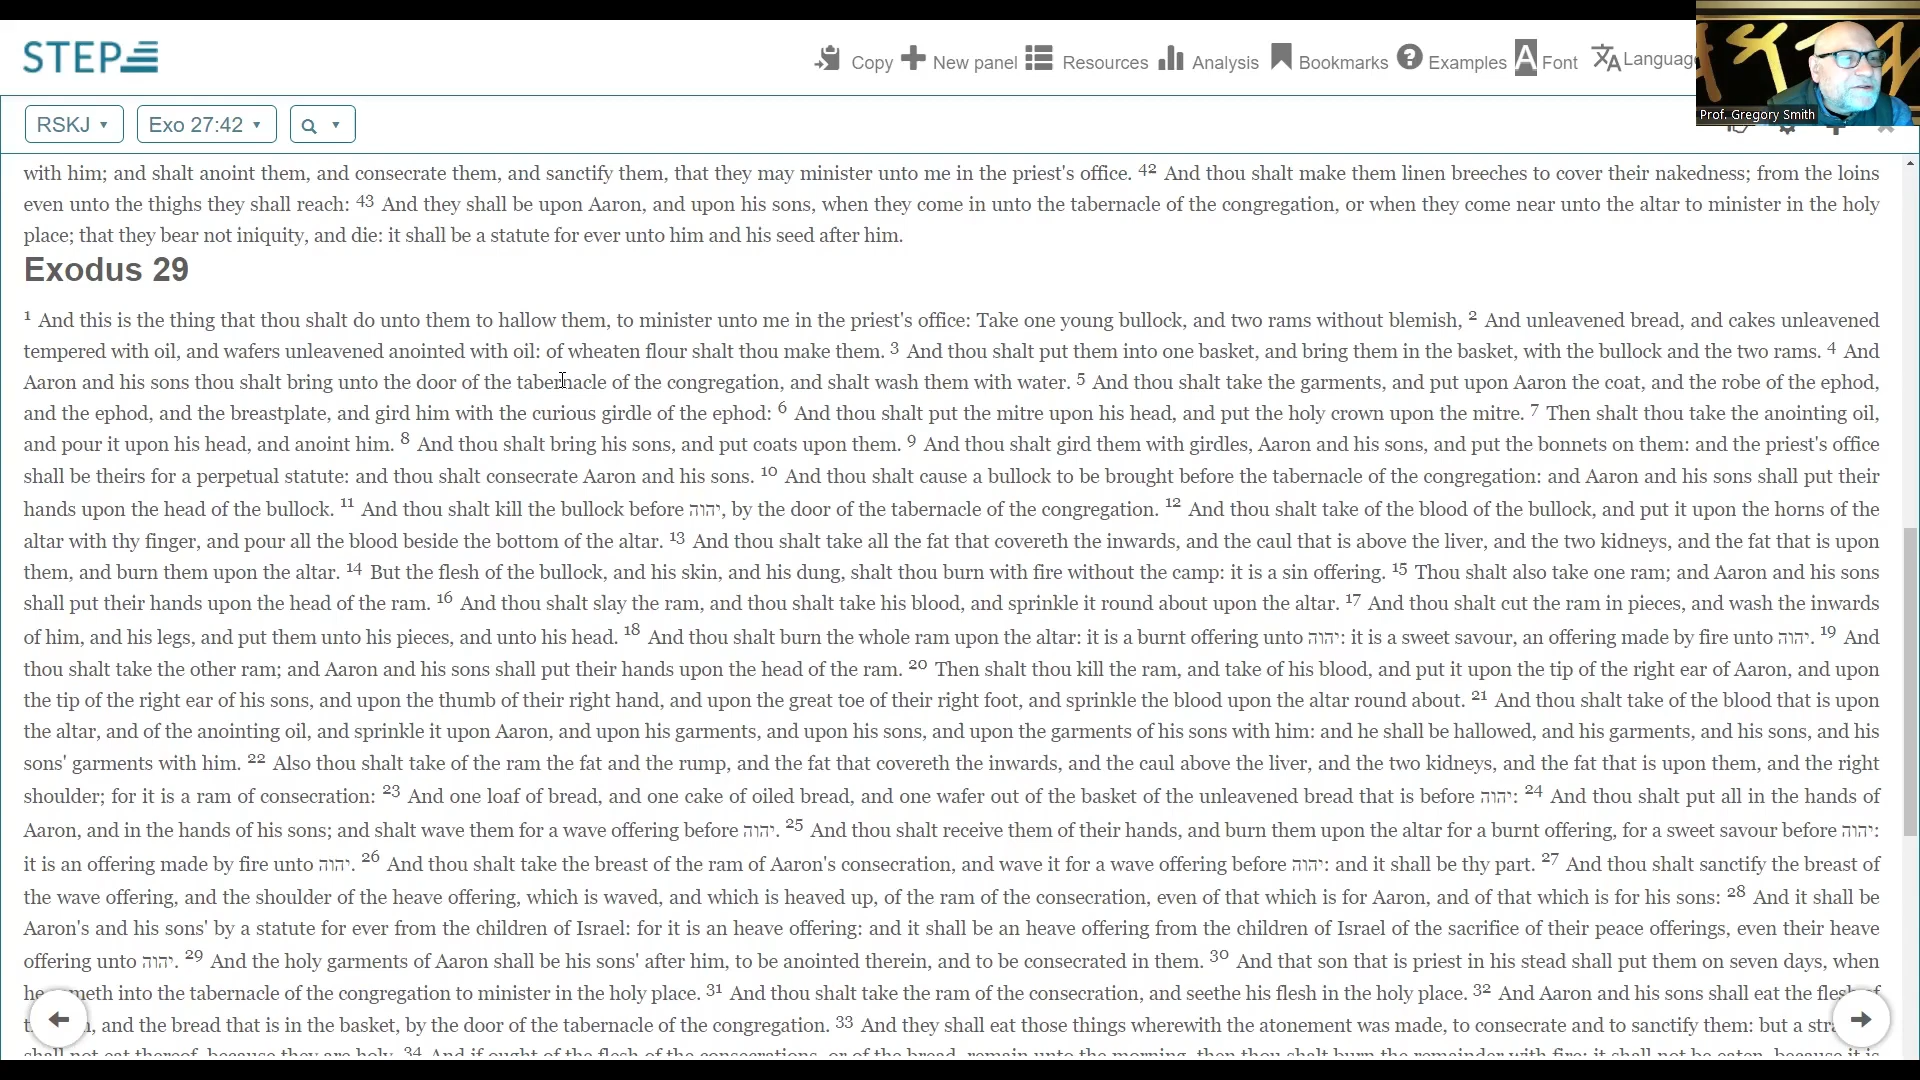 STEP
Copy New panel Resources Analysis Bookmarks Examples Font Languag
Prof. Gregory Smith
RSKJ Exo 27:42
with him; and shalt anoint them, and consecrate them, and sanctify them, that they may minister unto me in the priest's office. 42 And thou shalt make them linen breeches to cover their nakedness; from the loins
even unto the thighs they shall reach: 43 And they shall be upon Aaron, and upon his sons, when they come in unto the tabernacle of the congregation, or when they come near unto the altar to minister in the holy
place; that they bear not iniquity, and die: it shall be a statute for ever unto him and his seed after him.
Exodus 29
1 And this is the thing that thou shalt do unto them to hallow them, to minister unto me in the priest's office: Take one young bullock, and two rams without blemish, 2 And unleavened bread, and cakes unleavened
tempered with oil, and wafers unleavened anointed with oil: of wheaten flour shalt thou make them. 3 And thou shalt put them into one basket, and bring them in the basket, with the bullock and the two rams. 4 And
Aaron and his sons thou shalt bring unto the door of the tabernacle of the congregation, and shalt wash them with water. 5 And thou shalt take the garments, and put upon Aaron the coat, and the robe of the ephod,
and the ephod, and the breastplate, and gird him with the curious girdle of the ephod: 6 And thou shalt put the mitre upon his head, and put the holy crown upon the mitre. 7 Then shalt thou take the anointing oil,
and pour it upon his head, and anoint him. 8 And thou shalt bring his sons, and put coats upon them. 9 And thou shalt gird them with girdles, Aaron and his sons, and put the bonnets on them: and the priest's office
shall be theirs for a perpetual statute: and thou shalt consecrate Aaron and his sons. 10 And thou shalt cause a bullock to be brought before the tabernacle of the congregation: and Aaron and his sons shall put their
hands upon the head of the bullock. 11 And thou shalt kill the bullock before יהוה, by the door of the tabernacle of the congregation. 12 And thou shalt take of the blood of the bullock, and put it upon the horns of the
altar with thy finger, and pour all the blood beside the bottom of the altar. 13 And thou shalt take all the fat that covereth the inwards, and the caul that is above the liver, and the two kidneys, and the fat that is upon
them, and burn them upon the altar. 14 But the flesh of the bullock, and his skin, and his dung, shalt thou burn with fire without the camp: it is a sin offering. 15 Thou shalt also take one ram; and Aaron and his sons
shall put their hands upon the head of the ram. 16 And thou shalt slay the ram, and thou shalt take his blood, and sprinkle it round about upon the altar. 17 And thou shalt cut the ram in pieces, and wash the inwards
of him, and his legs, and put them unto his pieces, and unto his head. 18 And thou shalt burn the whole ram upon the altar: it is a burnt offering unto יהוה: it is a sweet savour, an offering made by fire unto יהוה. 19 And
thou shalt take the other ram; and Aaron and his sons shall put their hands upon the head of the ram. 20 Then shalt thou kill the ram, and take of his blood, and put it upon the tip of the right ear of Aaron, and upon
the tip of the right ear of his sons, and upon the thumb of their right hand, and upon the great toe of their right foot, and sprinkle the blood upon the altar round about. 21 And thou shalt take of the blood that is upon
the altar, and of the anointing oil, and sprinkle it upon Aaron, and upon his garments, and upon his sons, and upon the garments of his sons with him: and he shall be hallowed, and his garments, and his sons, and his
sons' garments with him. 22 Also thou shalt take of the ram the fat and the rump, and the fat that covereth the inwards, and the caul above the liver, and the two kidneys, and the fat that is upon them, and the right
shoulder; for it is a ram of consecration: 23 And one loaf of bread, and one cake of oiled bread, and one wafer out of the basket of the unleavened bread that is before יהוה: 24 And thou shalt put all in the hands of
Aaron, and in the hands of his sons; and shalt wave them for a wave offering before יהוה. 25 And thou shalt receive them of their hands, and burn them upon the altar for a burnt offering, for a sweet savour before יהוה:
it is an offering made by fire unto יהוה. 26 And thou shalt take the breast of the ram of Aaron's consecration, and wave it for a wave offering before יהוה: and it shall be thy part. 27 And thou shalt sanctify the breast of
the wave offering, and the shoulder of the heave offering, which is waved, and which is heaved up, of the ram of the consecration, even of that which is for Aaron, and of that which is for his sons: 28 And it shall be
Aaron's and his sons' by a statute for ever from the children of Israel: for it is an heave offering: and it shall be an heave offering from the children of Israel of the sacrifice of their peace offerings, even their heave
offering unto יהוה. 29 And the holy garments of Aaron shall be his sons' after him, to be anointed therein, and to be consecrated in them. 30 And that son that is priest in his stead shall put them on seven days, when
he meth into the tabernacle of the congregation to minister in the holy place. 31 And thou shalt take the ram of the consecration, and seethe his flesh in the holy place. 32 And Aaron and his sons shall eat the flesh
and the bread that is in the basket, by the door of the tabernacle of the congregation. 33 And they shall eat those things wherewith the atonement was made, to consecrate and to sanctify them: but a
shall not eat thereof, because they are holy. 34 And if ought of the flesh of the consecrations, or of the bread, remain unto the morning, then thou shalt burn the remainder with fire: it shall not be eaten, because it is